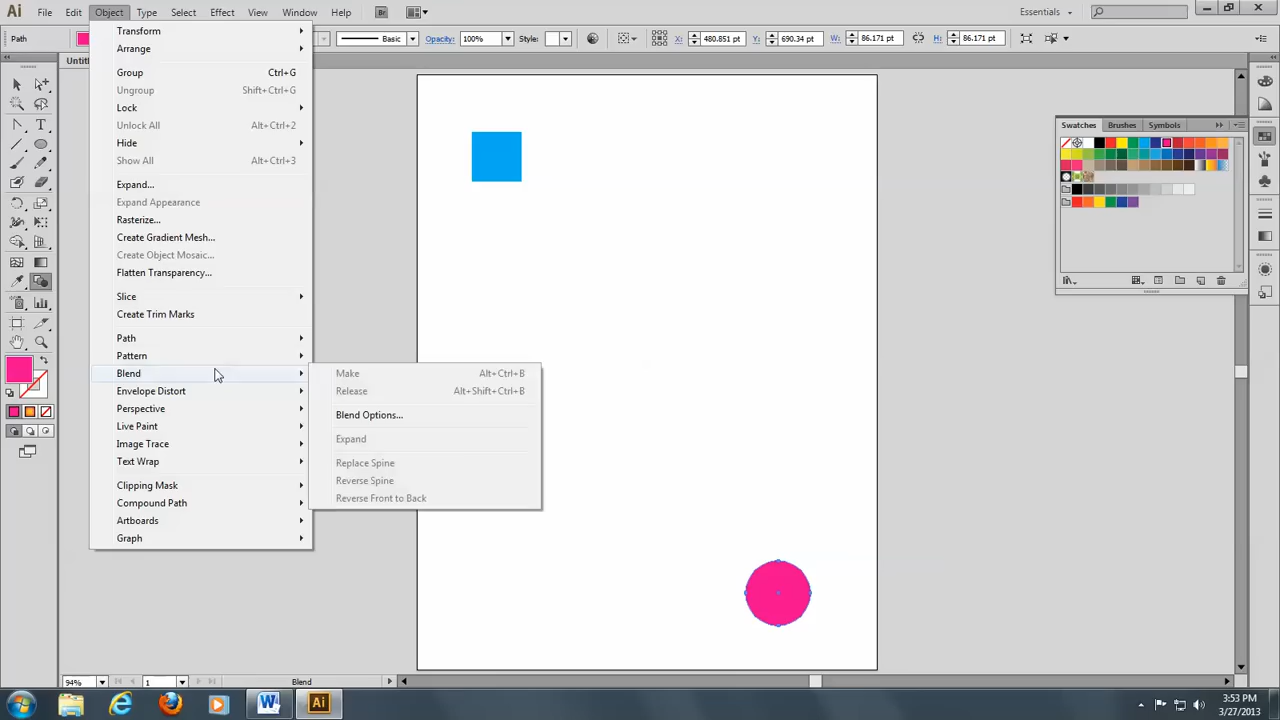 Ai File Edit Object Type Select Effect View Window Help Br Essentials
Path Basic Opacity: 100% Style: X: 480.851 pt Y: 690.34 pt W: 86.171 pt H: 86.171 pt
Untitl
Transform
Arrange
Group Ctrl+G
Ungroup Shift+Ctrl+G
Lock
Unlock All Alt+Ctrl+2
Hide
Show All Alt+Ctrl+3
Expand...
Expand Appearance
Rasterize...
Create Gradient Mesh...
Create Object Mosaic...
Flatten Transparency...
Slice
Create Trim Marks
Path
Pattern
Blend
Envelope Distort
Perspective
Live Paint
Image Trace
Text Wrap
Clipping Mask
Compound Path
Artboards
Graph
Make Alt+Ctrl+B
Release Alt+Shift+Ctrl+B
Blend Options...
Expand
Replace Spine
Reverse Spine
Reverse Front to Back
Swatches Brushes Symbols
94% 1 Blend
W Ai
3:53 PM
3/27/2013